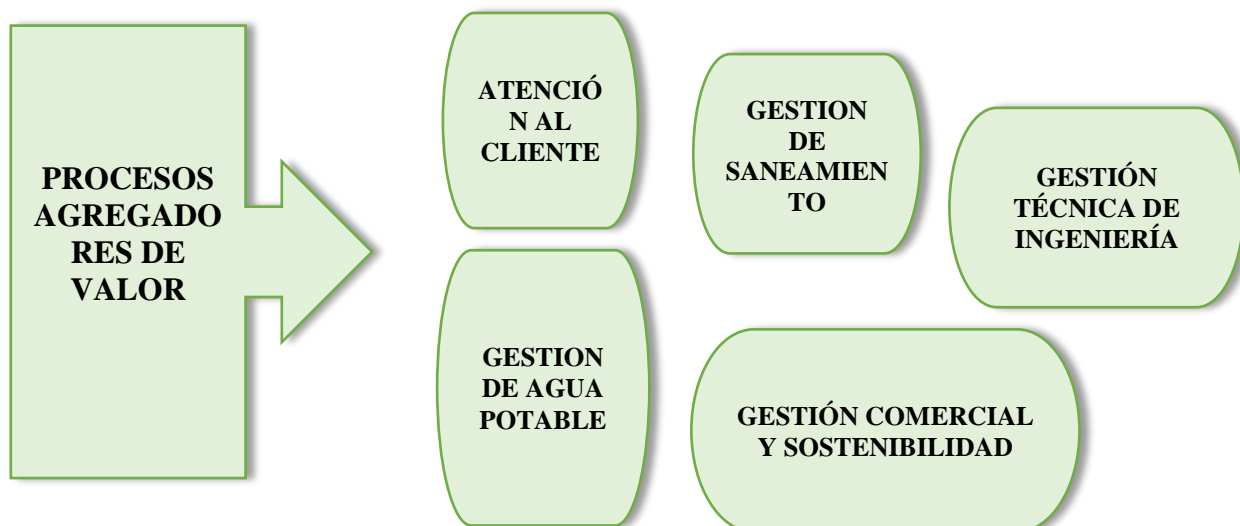 PROCESOS
AGREGADO
RES DE
VALOR
ATENCIÓ
N AL
CLIENTE
GESTION
DE
SANEAMIEN
TO
GESTIÓN
TÉCNICA DE
INGENIERÍA
GESTION
DE AGUA
POTABLE
GESTIÓN COMERCIAL
Y SOSTENIBILIDAD